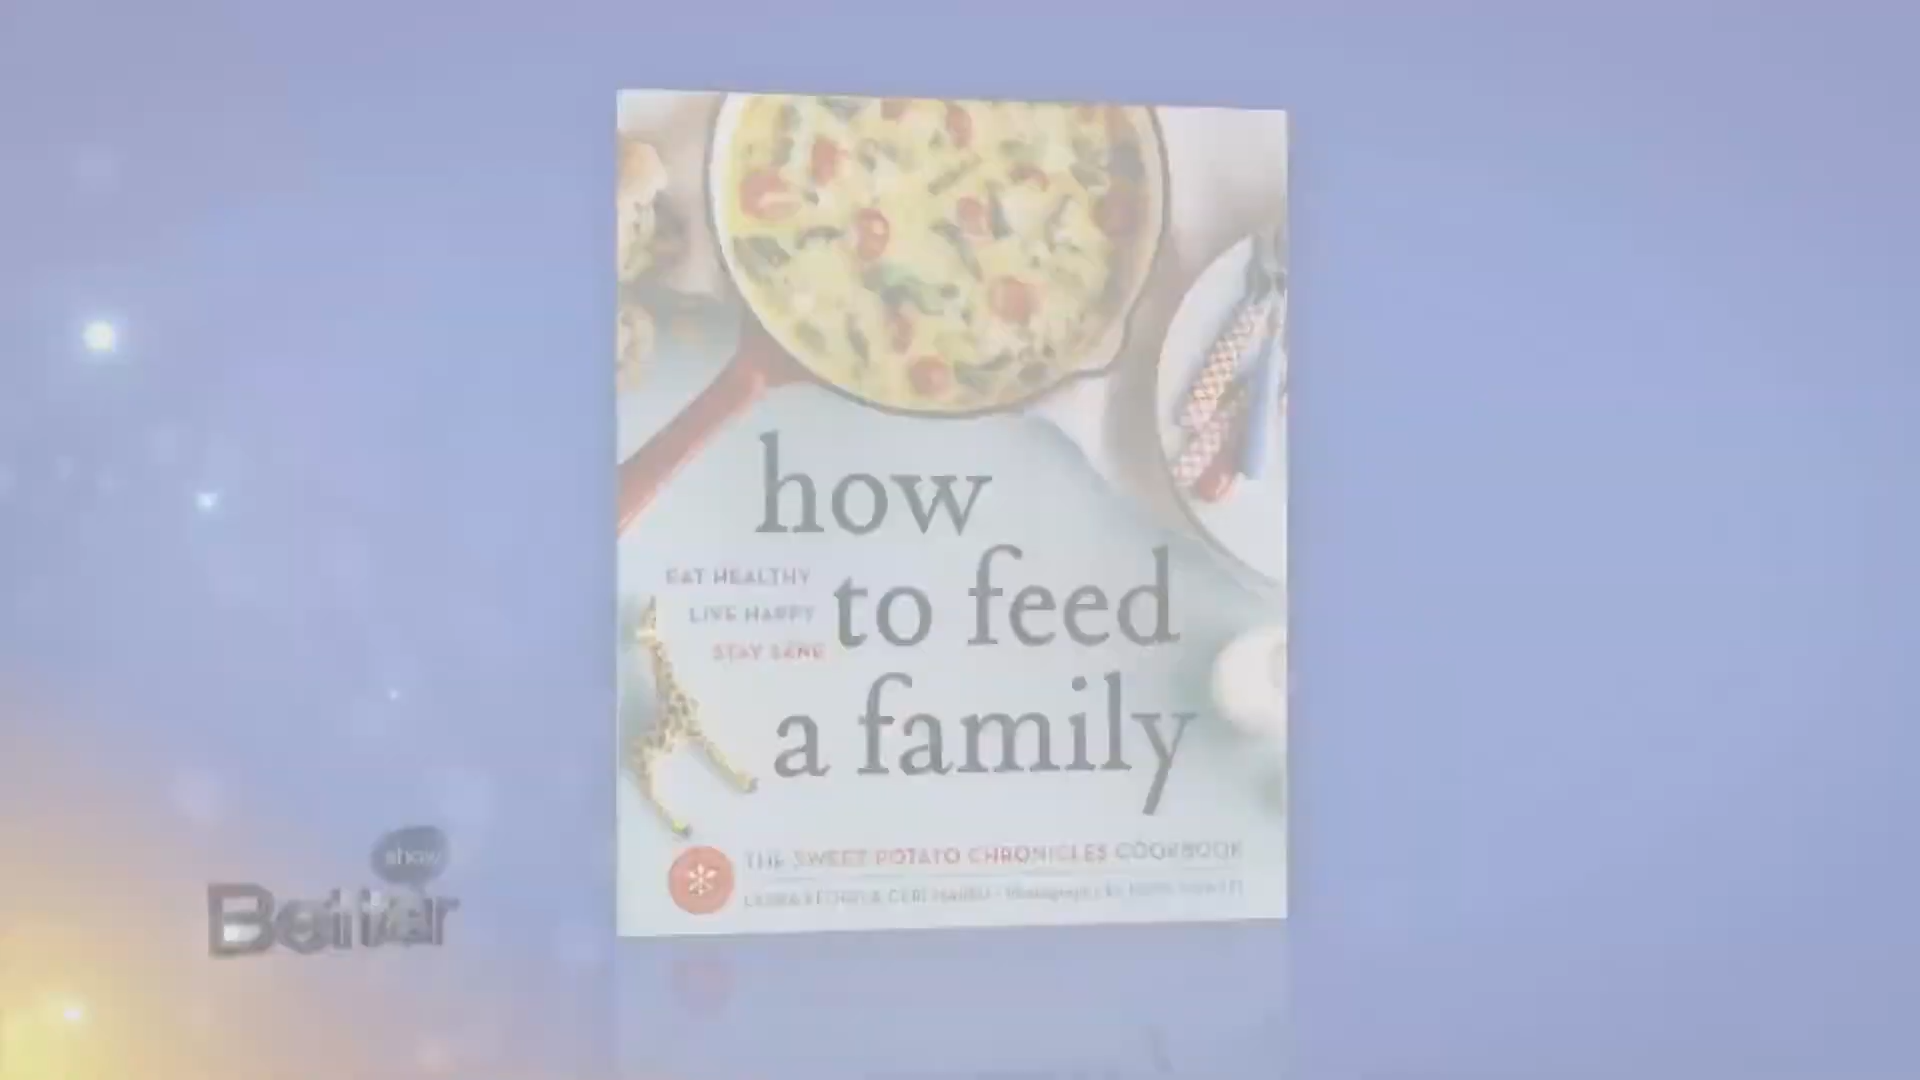 how
EAT HEALTHY
LIVE HAPPY
STAY SANE
to feed
a family
THE SWEET POTATO CHRONICLES COOKBOOK
show
Better